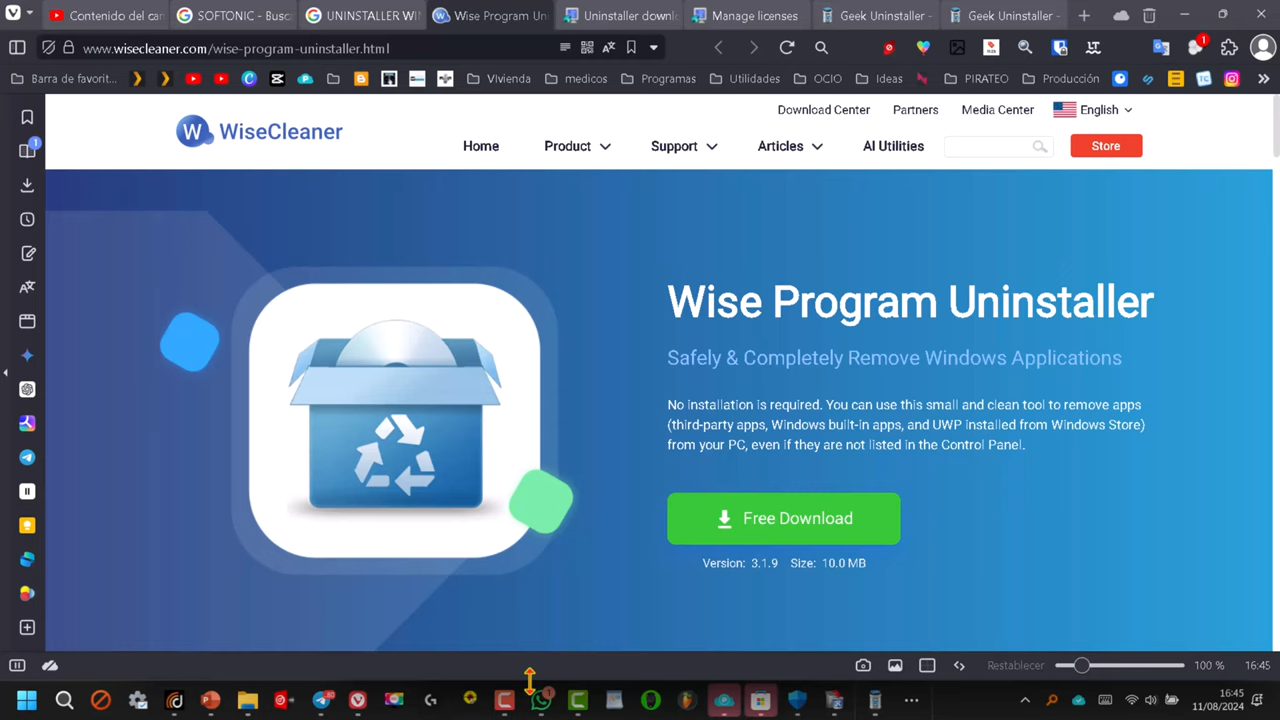 Contenido del can
SOFTONIC - Busc
UNINSTALLER WI
Wise Program Un
Uninstaller downl
Manage licenses
Geek Uninstaller -
Geek Uninstaller -
www.wisecleaner.com/wise-program-uninstaller.html
1
Barra de favorit...
VIvienda
medicos
Programas
Utilidades
OCIO
Ideas
PIRATEO
Producción
Download Center
Partners
Media Center
English
W
WiseCleaner
Home
Product
Support
Articles
AI Utilities
Store
1
Wise Program Uninstaller
Safely & Completely Remove Windows Applications
No installation is required. You can use this small and clean tool to remove apps
(third-party apps, Windows built-in apps, and UWP installed from Windows Store)
from your PC, even if they are not listed in the Control Panel.
Free Download
Version: 3.1.9 Size: 10.0 MB
Restablecer
100 %
16:45
16:45
11/08/2024